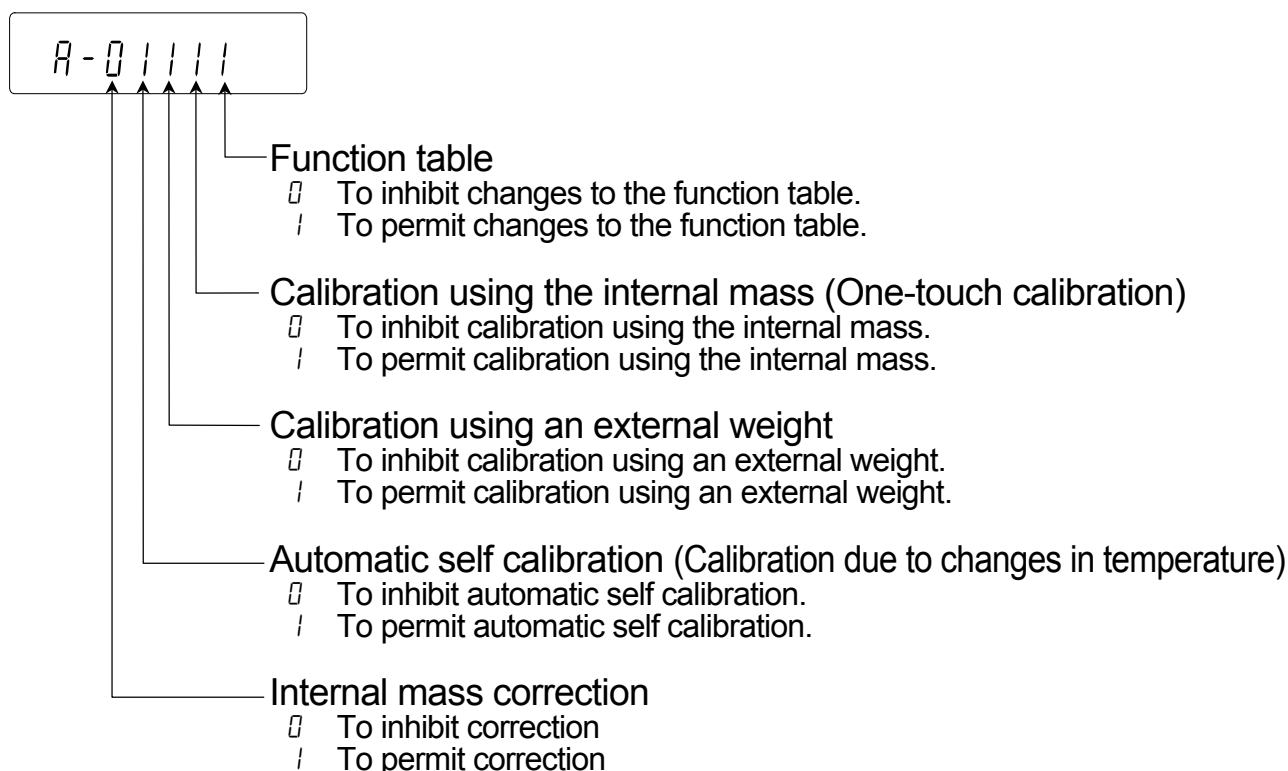 A-01111
Function table
0 To inhibit changes to the function table.
1 To permit changes to the function table.
Calibration using the internal mass (One-touch calibration)
0 To inhibit calibration using the internal mass.
1 To permit calibration using the internal mass.
Calibration using an external weight
0 To inhibit calibration using an external weight.
1 To permit calibration using an external weight.
Automatic self calibration (Calibration due to changes in temperature)
0 To inhibit automatic self calibration.
1 To permit automatic self calibration.
Internal mass correction
0 To inhibit correction
1 To permit correction